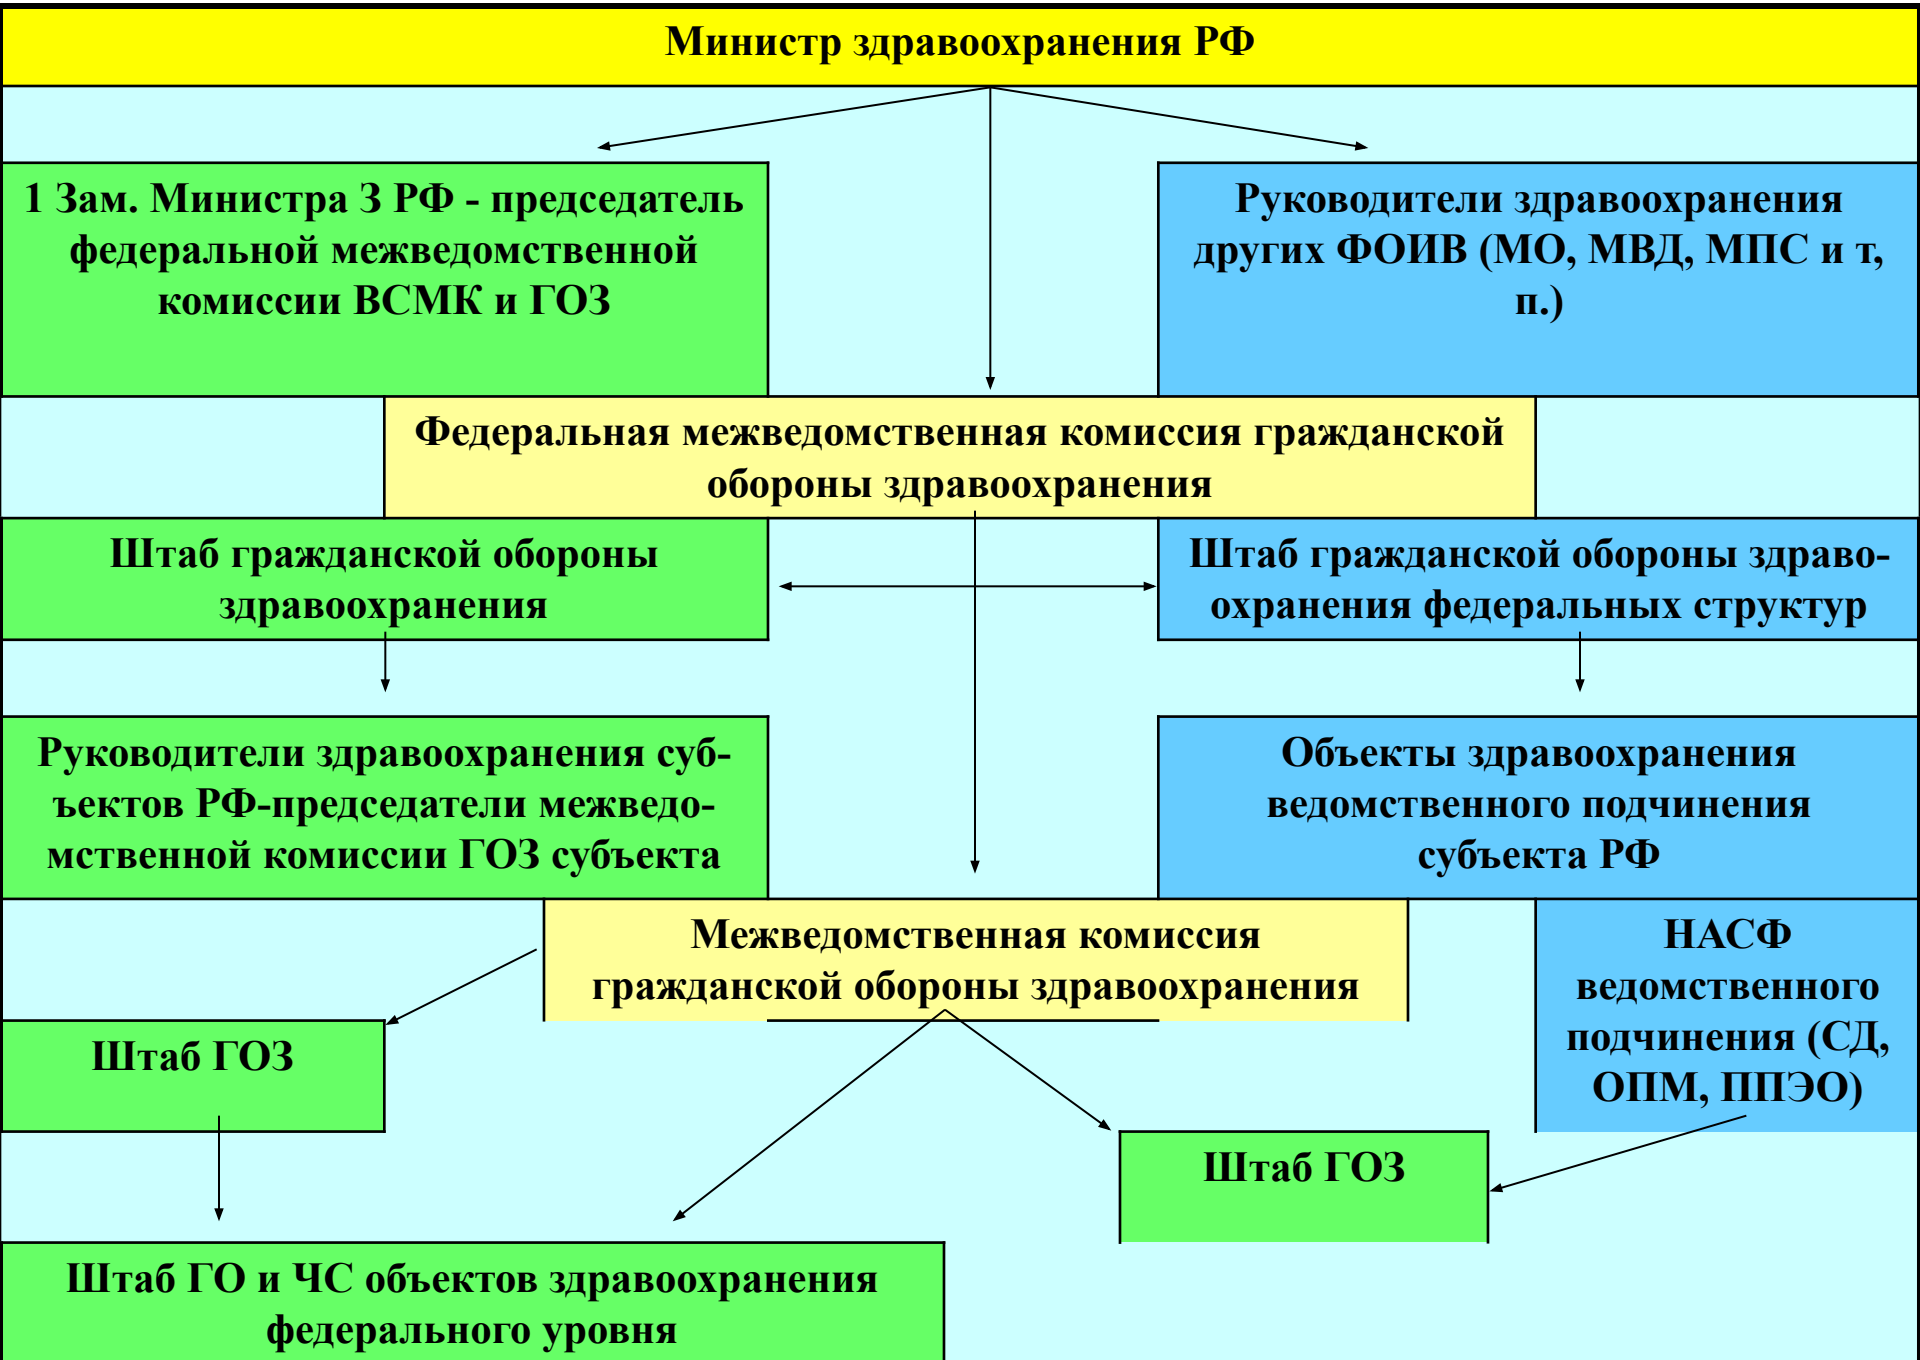 Министр здравоохранения РФ
1 Зам. Министра З РФ - председатель
федеральной межведомственной
комиссии ВСМК и ГОЗ
Руководители здравоохранения
других ФОИВ (МО, МВД, МПС и т,
п.)
Федеральная межведомственная комиссия гражданской
обороны здравоохранения
Штаб гражданской обороны
здравоохранения
Штаб гражданской обороны здраво-
охранения федеральных структур
Руководители здравоохранения суб-
ъектов РФ-председатели межведо-
мственной комиссии ГОЗ субъекта
Объекты здравоохранения
ведомственного подчинения
субъекта РФ
Межведомственная комиссия
гражданской обороны здравоохранения
НАСФ
ведомственного
подчинения (СД,
ОПМ, ППЭО)
Штаб ГОЗ
Штаб ГОЗ
Штаб ГО и ЧС объектов здравоохранения
федерального уровня